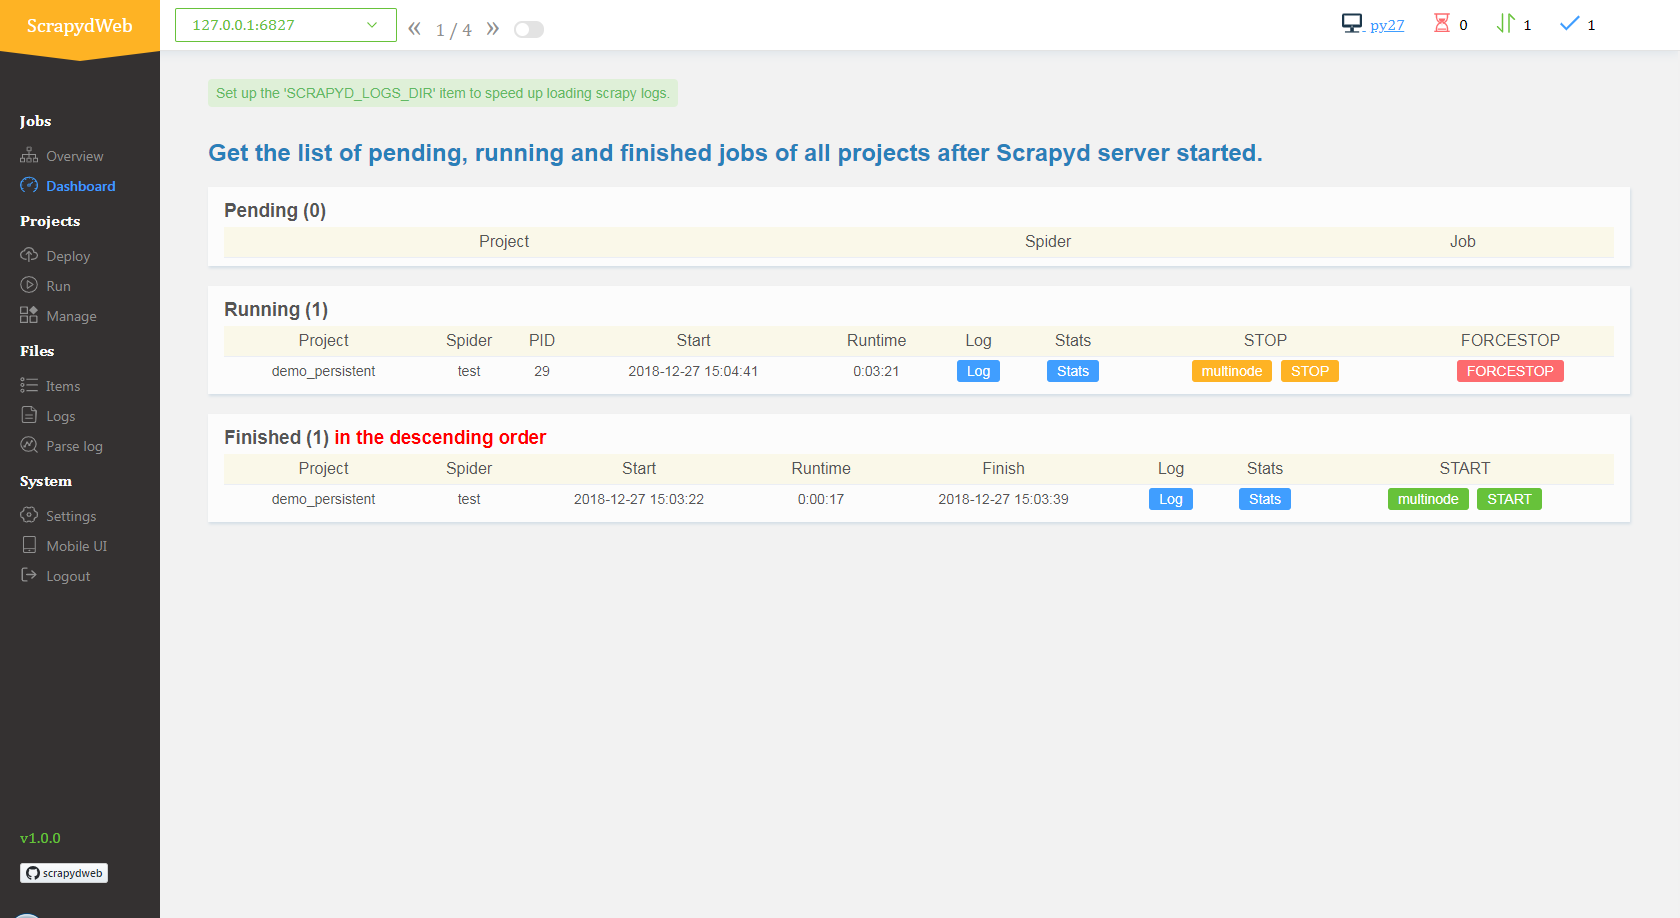 ScrapydWeb
127.0.0.1:6827
1 / 4
py27
0
1
1
Jobs
Overview
Dashboard
Projects
Deploy
Run
Manage
Files
Items
Logs
Parse log
System
Settings
Mobile UI
Logout
v1.0.0
scrapydweb
Set up the 'SCRAPYD_LOGS_DIR' item to speed up loading scrapy logs.
Get the list of pending, running and finished jobs of all projects after Scrapyd server started.
Pending (0)
Project Spider Job
Running (1)
Project Spider PID Start Runtime Log Stats STOP FORCESTOP
demo_persistent test 29 2018-12-27 15:04:41 0:03:21 Log Stats multinode STOP FORCESTOP
Finished (1) in the descending order
Project Spider Start Runtime Finish Log Stats START
demo_persistent test 2018-12-27 15:03:22 0:00:17 2018-12-27 15:03:39 Log Stats multinode START